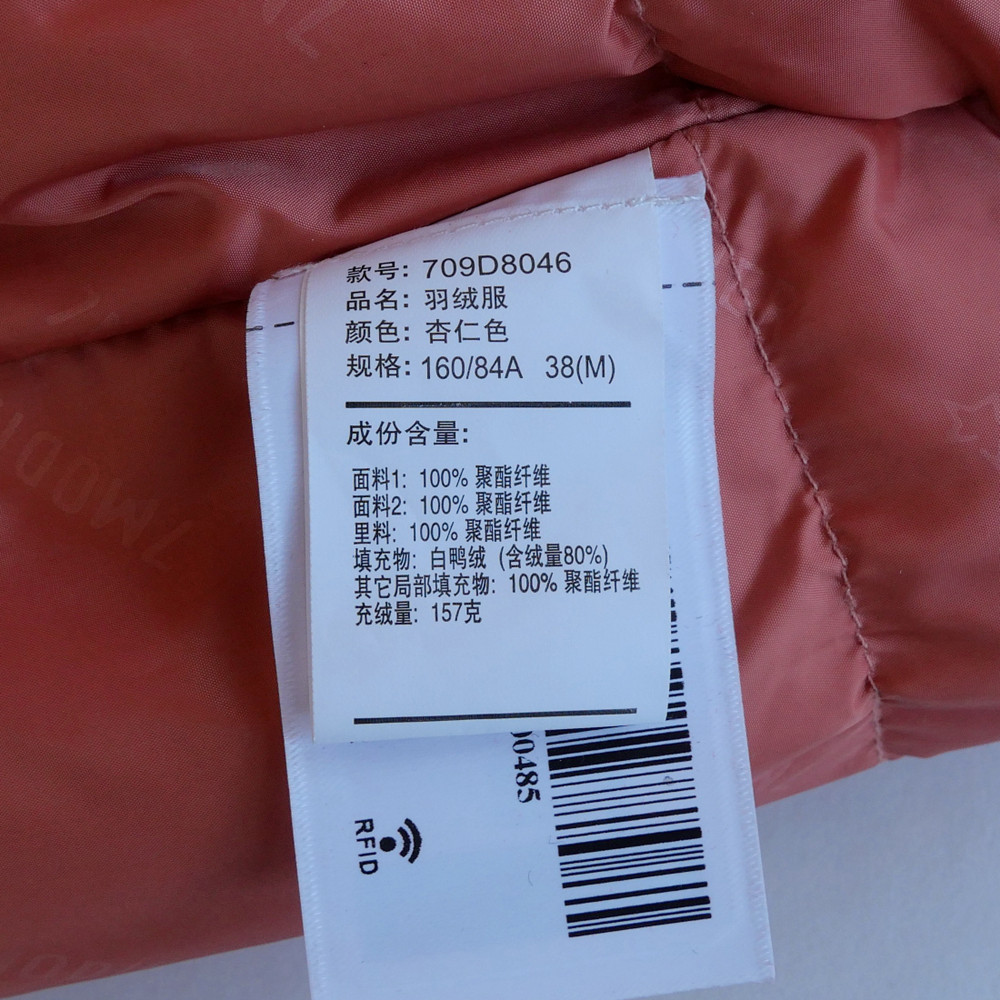 款号: 709D8046
品名: 羽绒服
颜色: 杏仁色
规格: 160/84A 38(M)
成份含量:
面料1: 100% 聚酯纤维
面料2: 100% 聚酯纤维
里料: 100% 聚酯纤维
填充物: 白鸭绒 (含绒量80%)
其它局部填充物: 100% 聚酯纤维
充绒量: 157克
00485
RFID